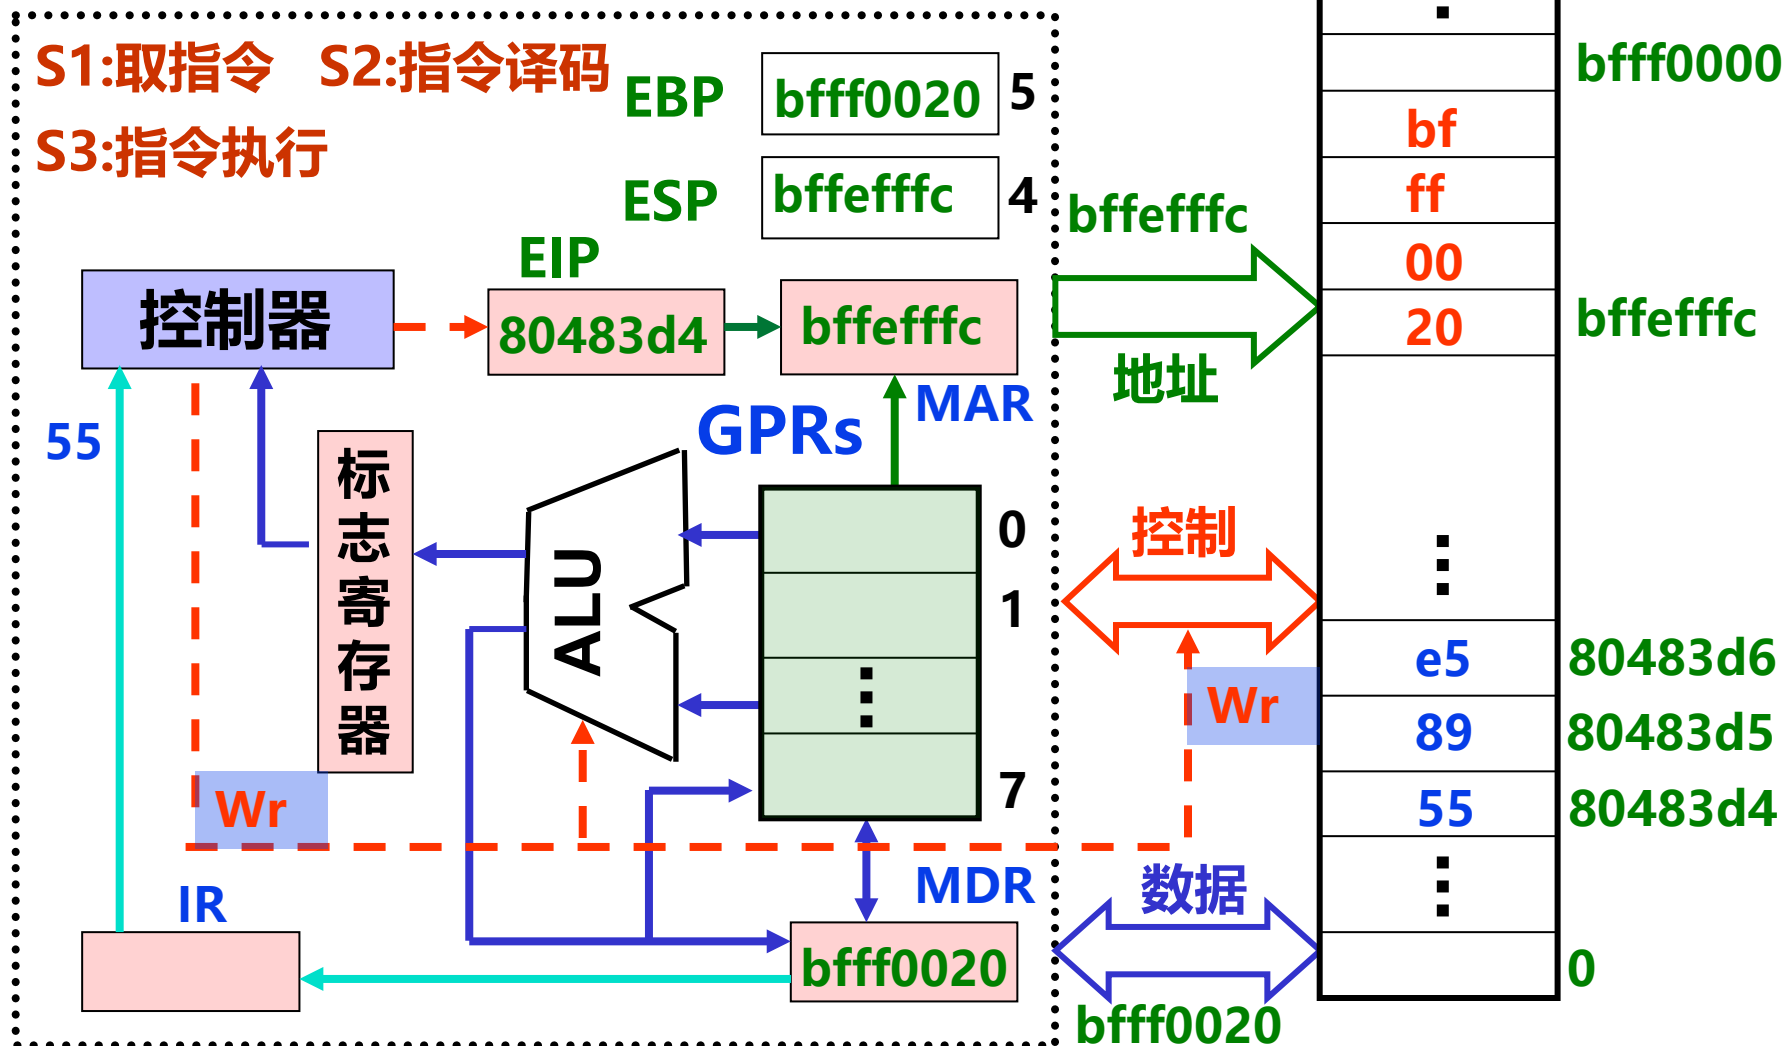 S1:取指令 S2:指令译码
S3:指令执行
EBP bfff0020 5
ESP bffefffc 4
EIP
控制器
80483d4
bffefffc
MAR
GPRs
55
标志寄存器
ALU
0
1
⋮
7
Wr
IR
MDR
bfff0020
bffefffc
地址
控制
Wr
数据
bfff0020
bfff0000
bf
ff
00
20 bffefffc
⋮
e5 80483d6
89 80483d5
55 80483d4
⋮
0